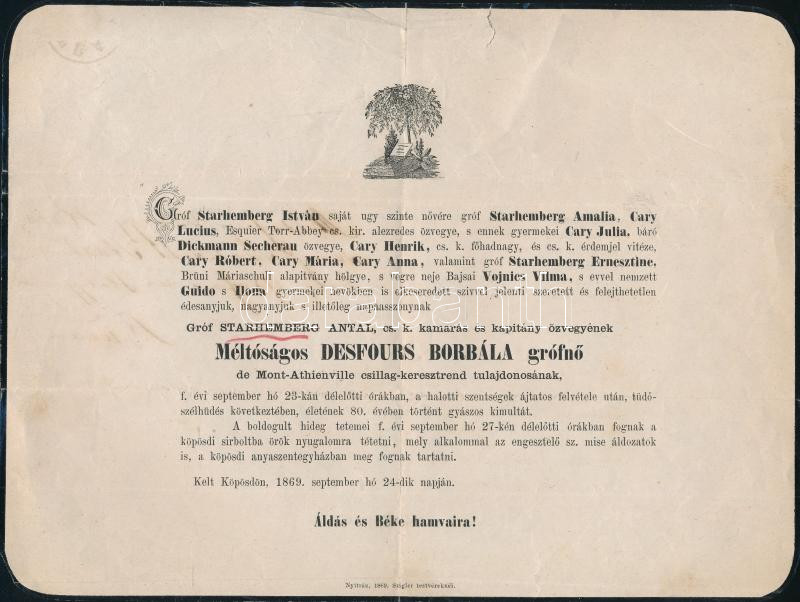 Gróf Starhemberg István saját ugy szinte nővére gróf Starhemberg Amalia, Cary
Lucius, Esquier Torr-Abbey cs. kir. alezredes özvegye, s ennek gyermekei Cary Julia, báró
Dickmann Secherau özvegye, Cary Henrik, cs. k. főhadnagy, és cs. k. érdemjel vitéze,
Cary Róbert, Cary Mária, Cary Anna, valamint gróf Starhemberg Ernesztine,
Brüni Máriaschuli alapitvány hölgye, s végre neje Bajsai Vojnics Vilma, s evvel nemzett
Guido s Ilona gyermekei nevökben is elkeseredett szivvel jelenti szeretett és felejthetetlen
édesanyjuk, nagyanyjuk s illetőleg napaasszonynak
Gróf STARHEMBERG ANTAL, cs. k. kamarás és kapitány özvegyének
Méltóságos DESFOURS BORBÁLA grófnő
de Mont-Athienville csillag-keresztrend tulajdonosának,
f. évi september hó 23-kán délelőtti órákban, a halotti szentségek ájtatos felvétele után, tüdő-
szélhüdés következtében, életének 80. évében történt gyászos kimultát.
A boldogult hideg tetemei f. évi september hó 27-kén délelőtti órákban fognak a
köpösdi sirboltba örök nyugalomra tétetni, mely alkalommal az engesztelő sz. mise áldozatok
is, a köpösdi anyaszentegyházban meg fognak tartatni.
Kelt Köpösdön, 1869. september hó 24-dik napján.
Áldás és Béke hamvaira!
Nyitrán, 1869. Szigler testvéreknél.
darabanth